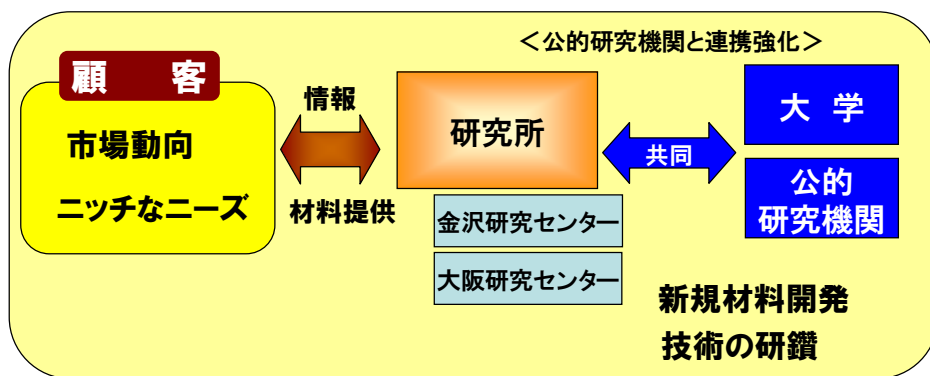 ＜公的研究機関と連携強化＞
顧　客
市場動向
ニッチなニーズ
情報
材料提供
研究所
金沢研究センター
大阪研究センター
共同
大 学
公的
研究機関
新規材料開発
技術の研鑽